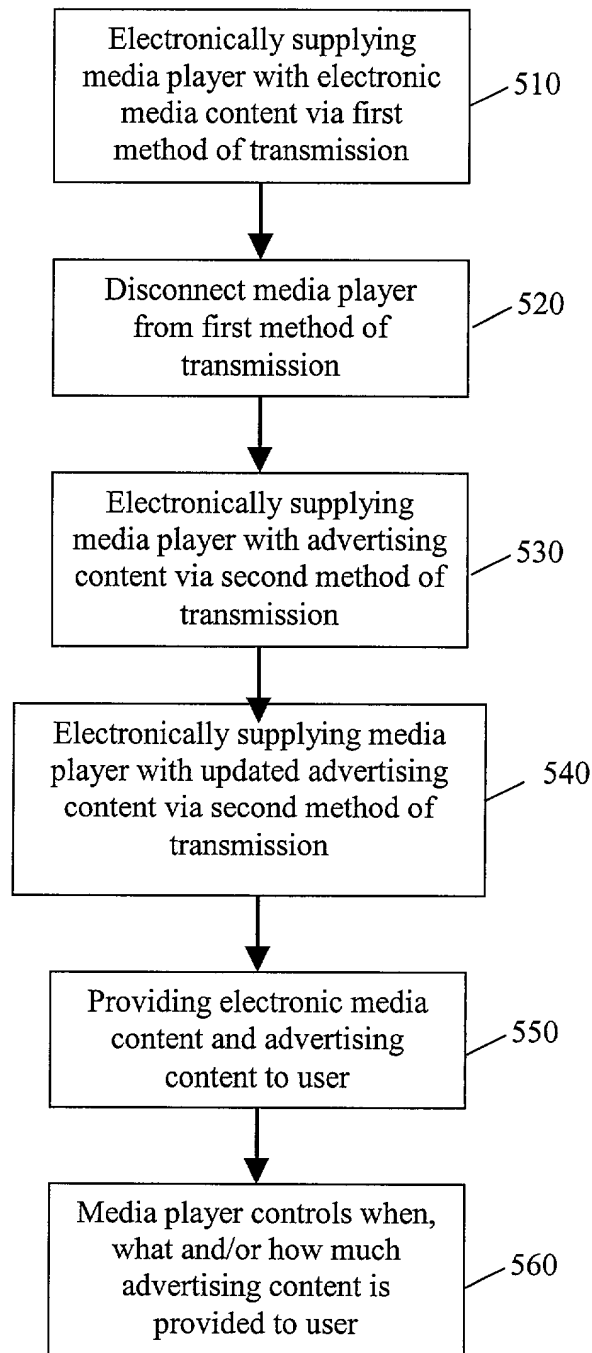 Electronically supplying
media player with electronic
media content via first
method of transmission
510
Disconnect media player
from first method of
transmission
520
Electronically supplying
media player with advertising
content via second method of
transmission
530
Electronically supplying media
player with updated advertising
content via second method of
transmission
540
Providing electronic media
content and advertising
content to user
550
Media player controls when,
what and/or how much
advertising content is
provided to user
560